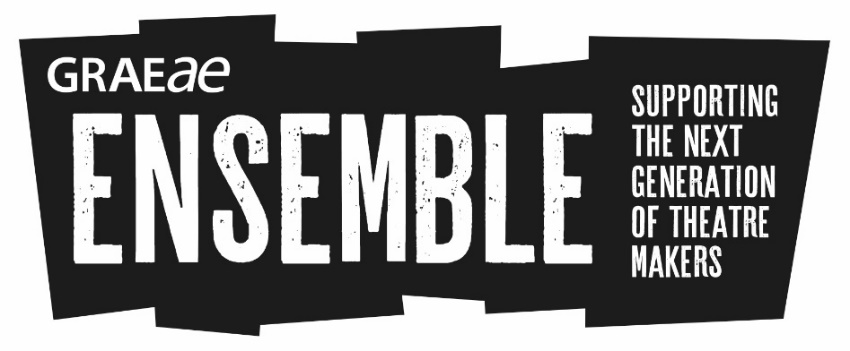 GRAEae
ENSEMBLE
SUPPORTING
THE NEXT
GENERATION
OF THEATRE
MAKERS